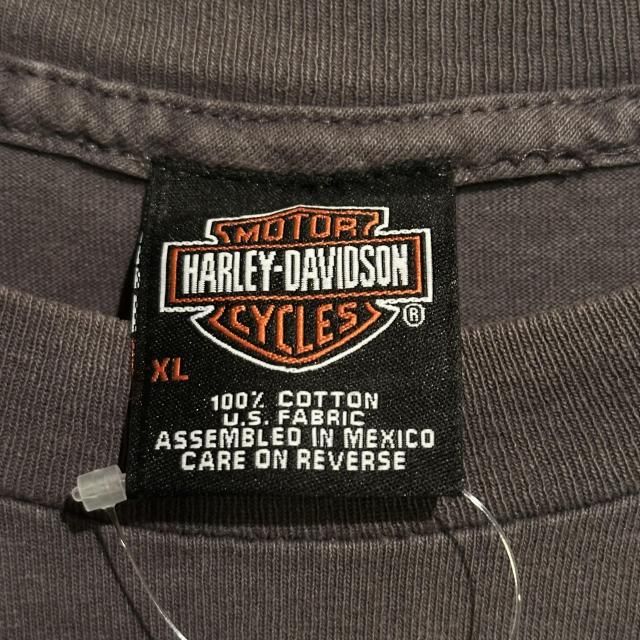 MOTOR
HARLEY-DAVIDSON
CYCLES
®
XL
100% COTTON
U.S. FABRIC
ASSEMBLED IN MEXICO
CARE ON REVERSE